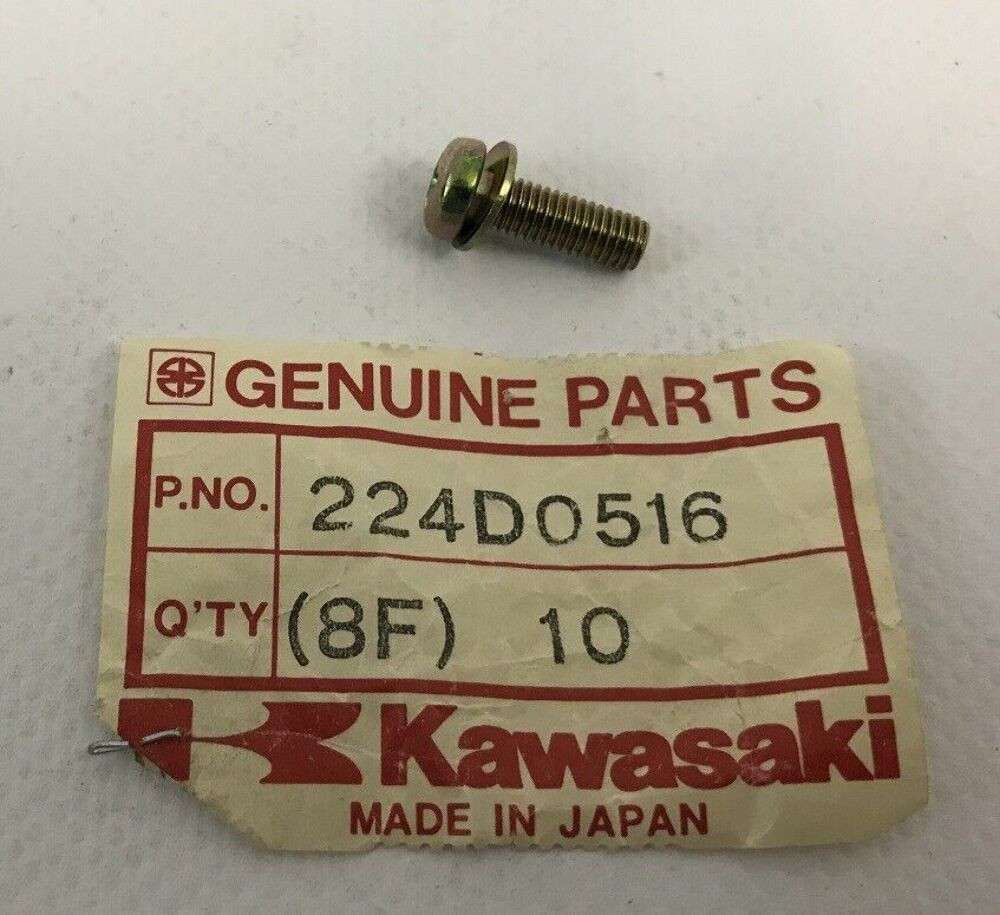 GENUINE PARTS
P.NO. 224D0516
Q'TY (8F) 10
Kawasaki
MADE IN JAPAN